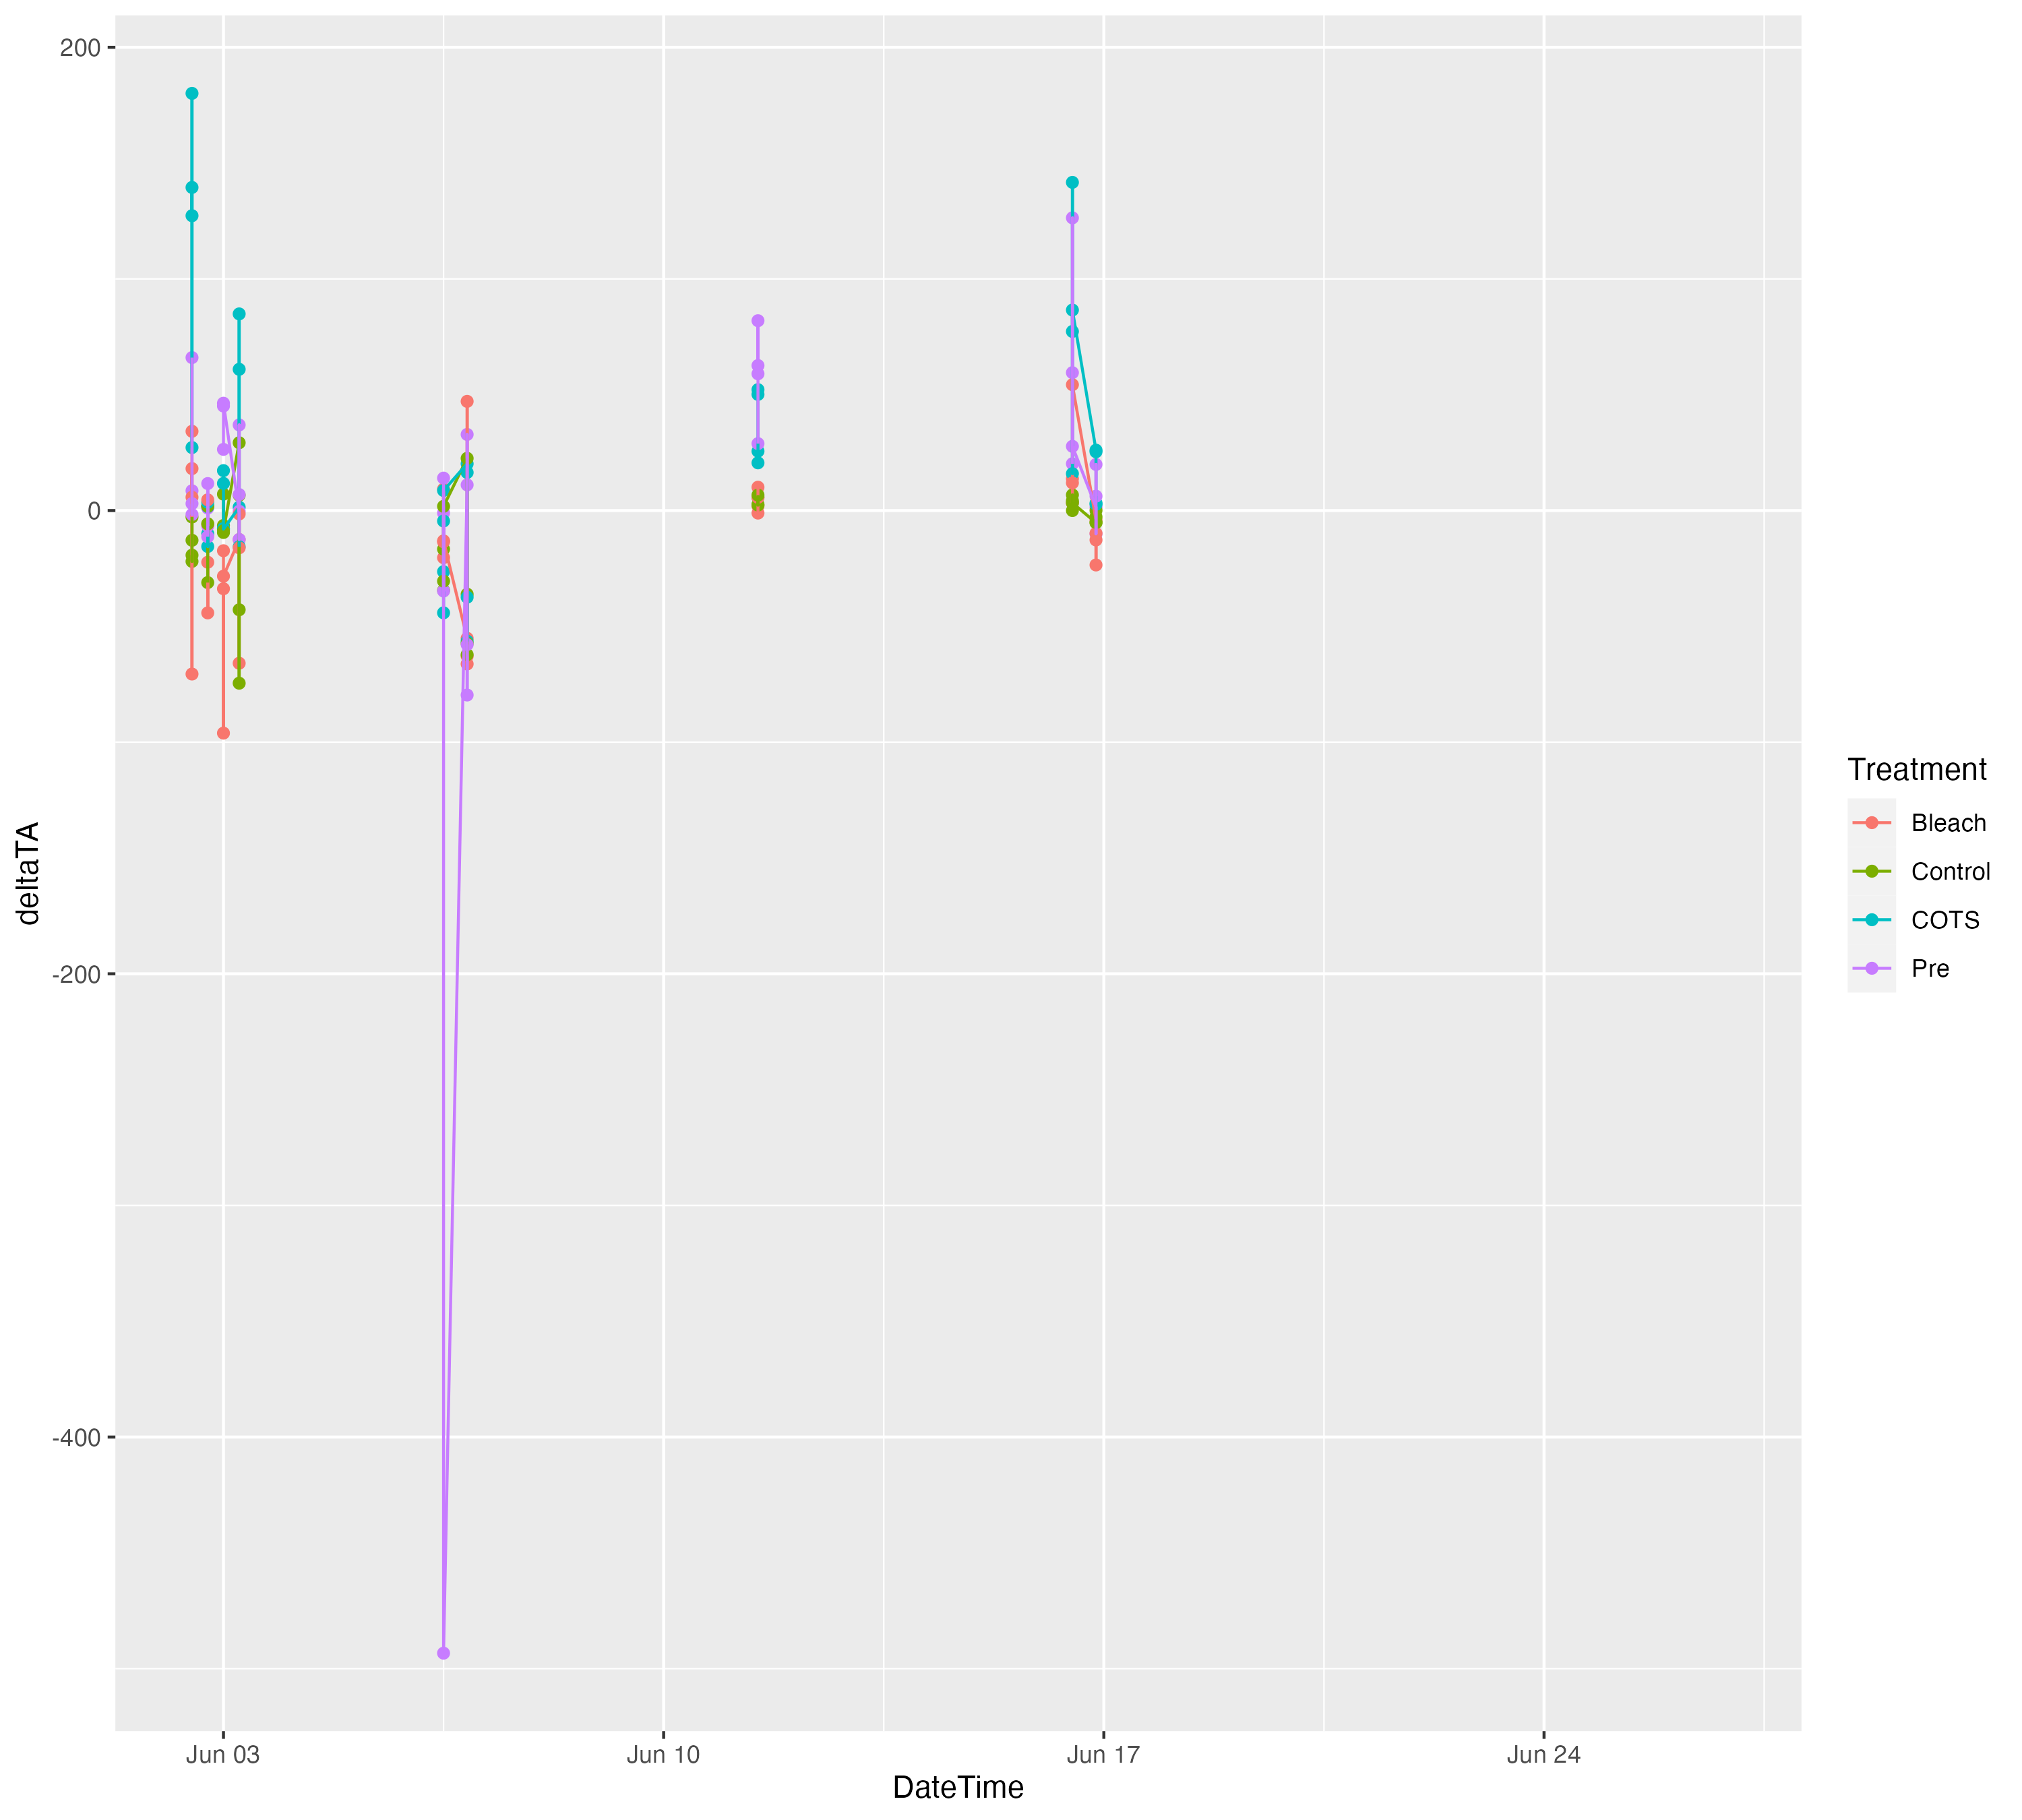 200
0
-200
-400
deltaTA
Jun 03
Jun 10
Jun 17
Jun 24
DateTime
Treatment
Bleach
Control
COTS
Pre